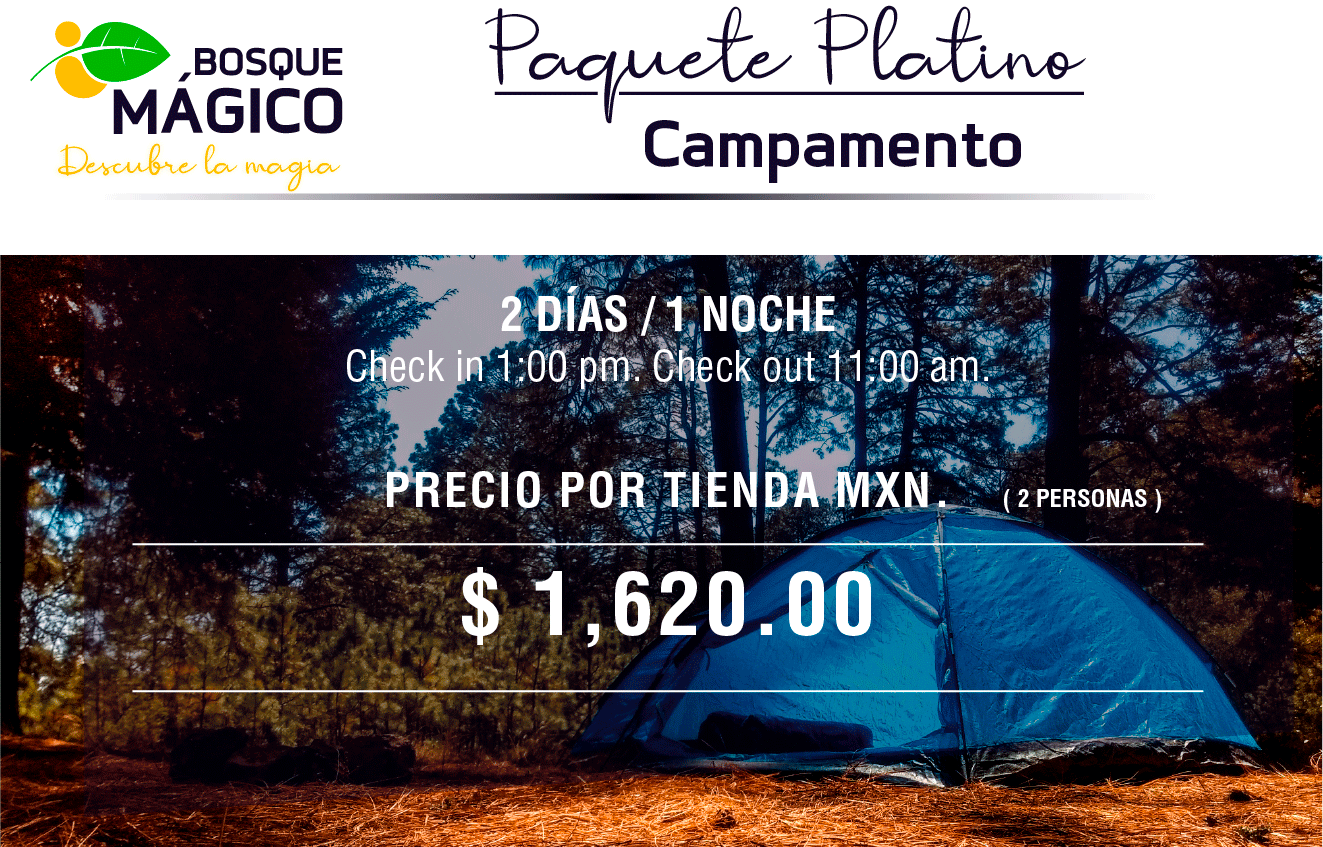 BOSQUE
MÁGICO
Descubre la magia
Paquete Platino
Campamento
2 DÍAS / 1 NOCHE
Check in 1:00 pm. Check out 11:00 am.
PRECIO POR TIENDA MXN. ( 2 PERSONAS )
$ 1,620.00